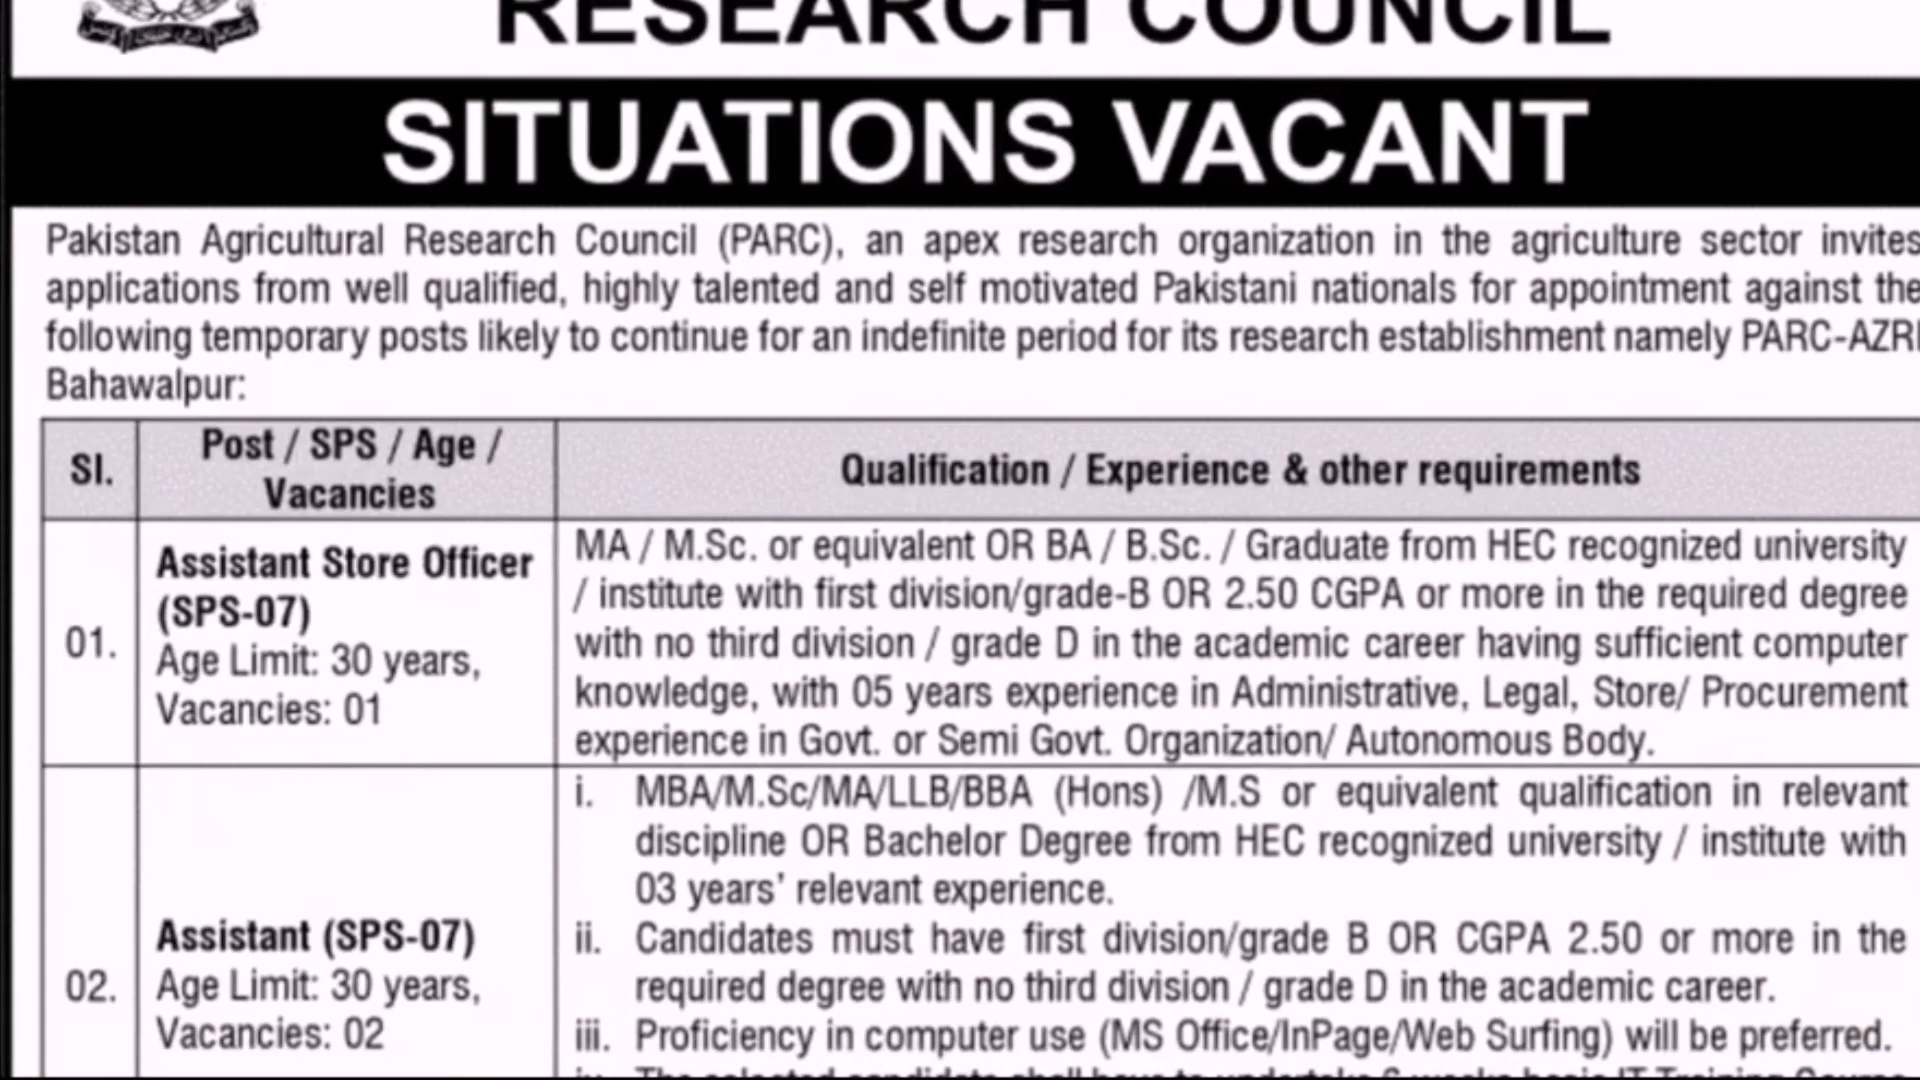 RESEARCH COUNCIL
SITUATIONS VACANT
Pakistan Agricultural Research Council (PARC), an apex research organization in the agriculture sector invites
applications from well qualified, highly talented and self motivated Pakistani nationals for appointment against the
following temporary posts likely to continue for an indefinite period for its research establishment namely PARC-AZRI
Bahawalpur:
Sl.
Post / SPS / Age /
Vacancies
Qualification / Experience & other requirements
01.
Assistant Store Officer
(SPS-07)
Age Limit: 30 years,
Vacancies: 01
MA / M.Sc. or equivalent OR BA / B.Sc. / Graduate from HEC recognized university
/ institute with first division/grade-B OR 2.50 CGPA or more in the required degree
with no third division / grade D in the academic career having sufficient computer
knowledge, with 05 years experience in Administrative, Legal, Store/ Procurement
experience in Govt. or Semi Govt. Organization/ Autonomous Body.
02.
Assistant (SPS-07)
Age Limit: 30 years,
Vacancies: 02
i. MBA/M.Sc/MA/LLB/BBA (Hons) /M.S or equivalent qualification in relevant
discipline OR Bachelor Degree from HEC recognized university / institute with
03 years' relevant experience.
ii. Candidates must have first division/grade B OR CGPA 2.50 or more in the
required degree with no third division / grade D in the academic career.
iii. Proficiency in computer use (MS Office/InPage/Web Surfing) will be preferred.